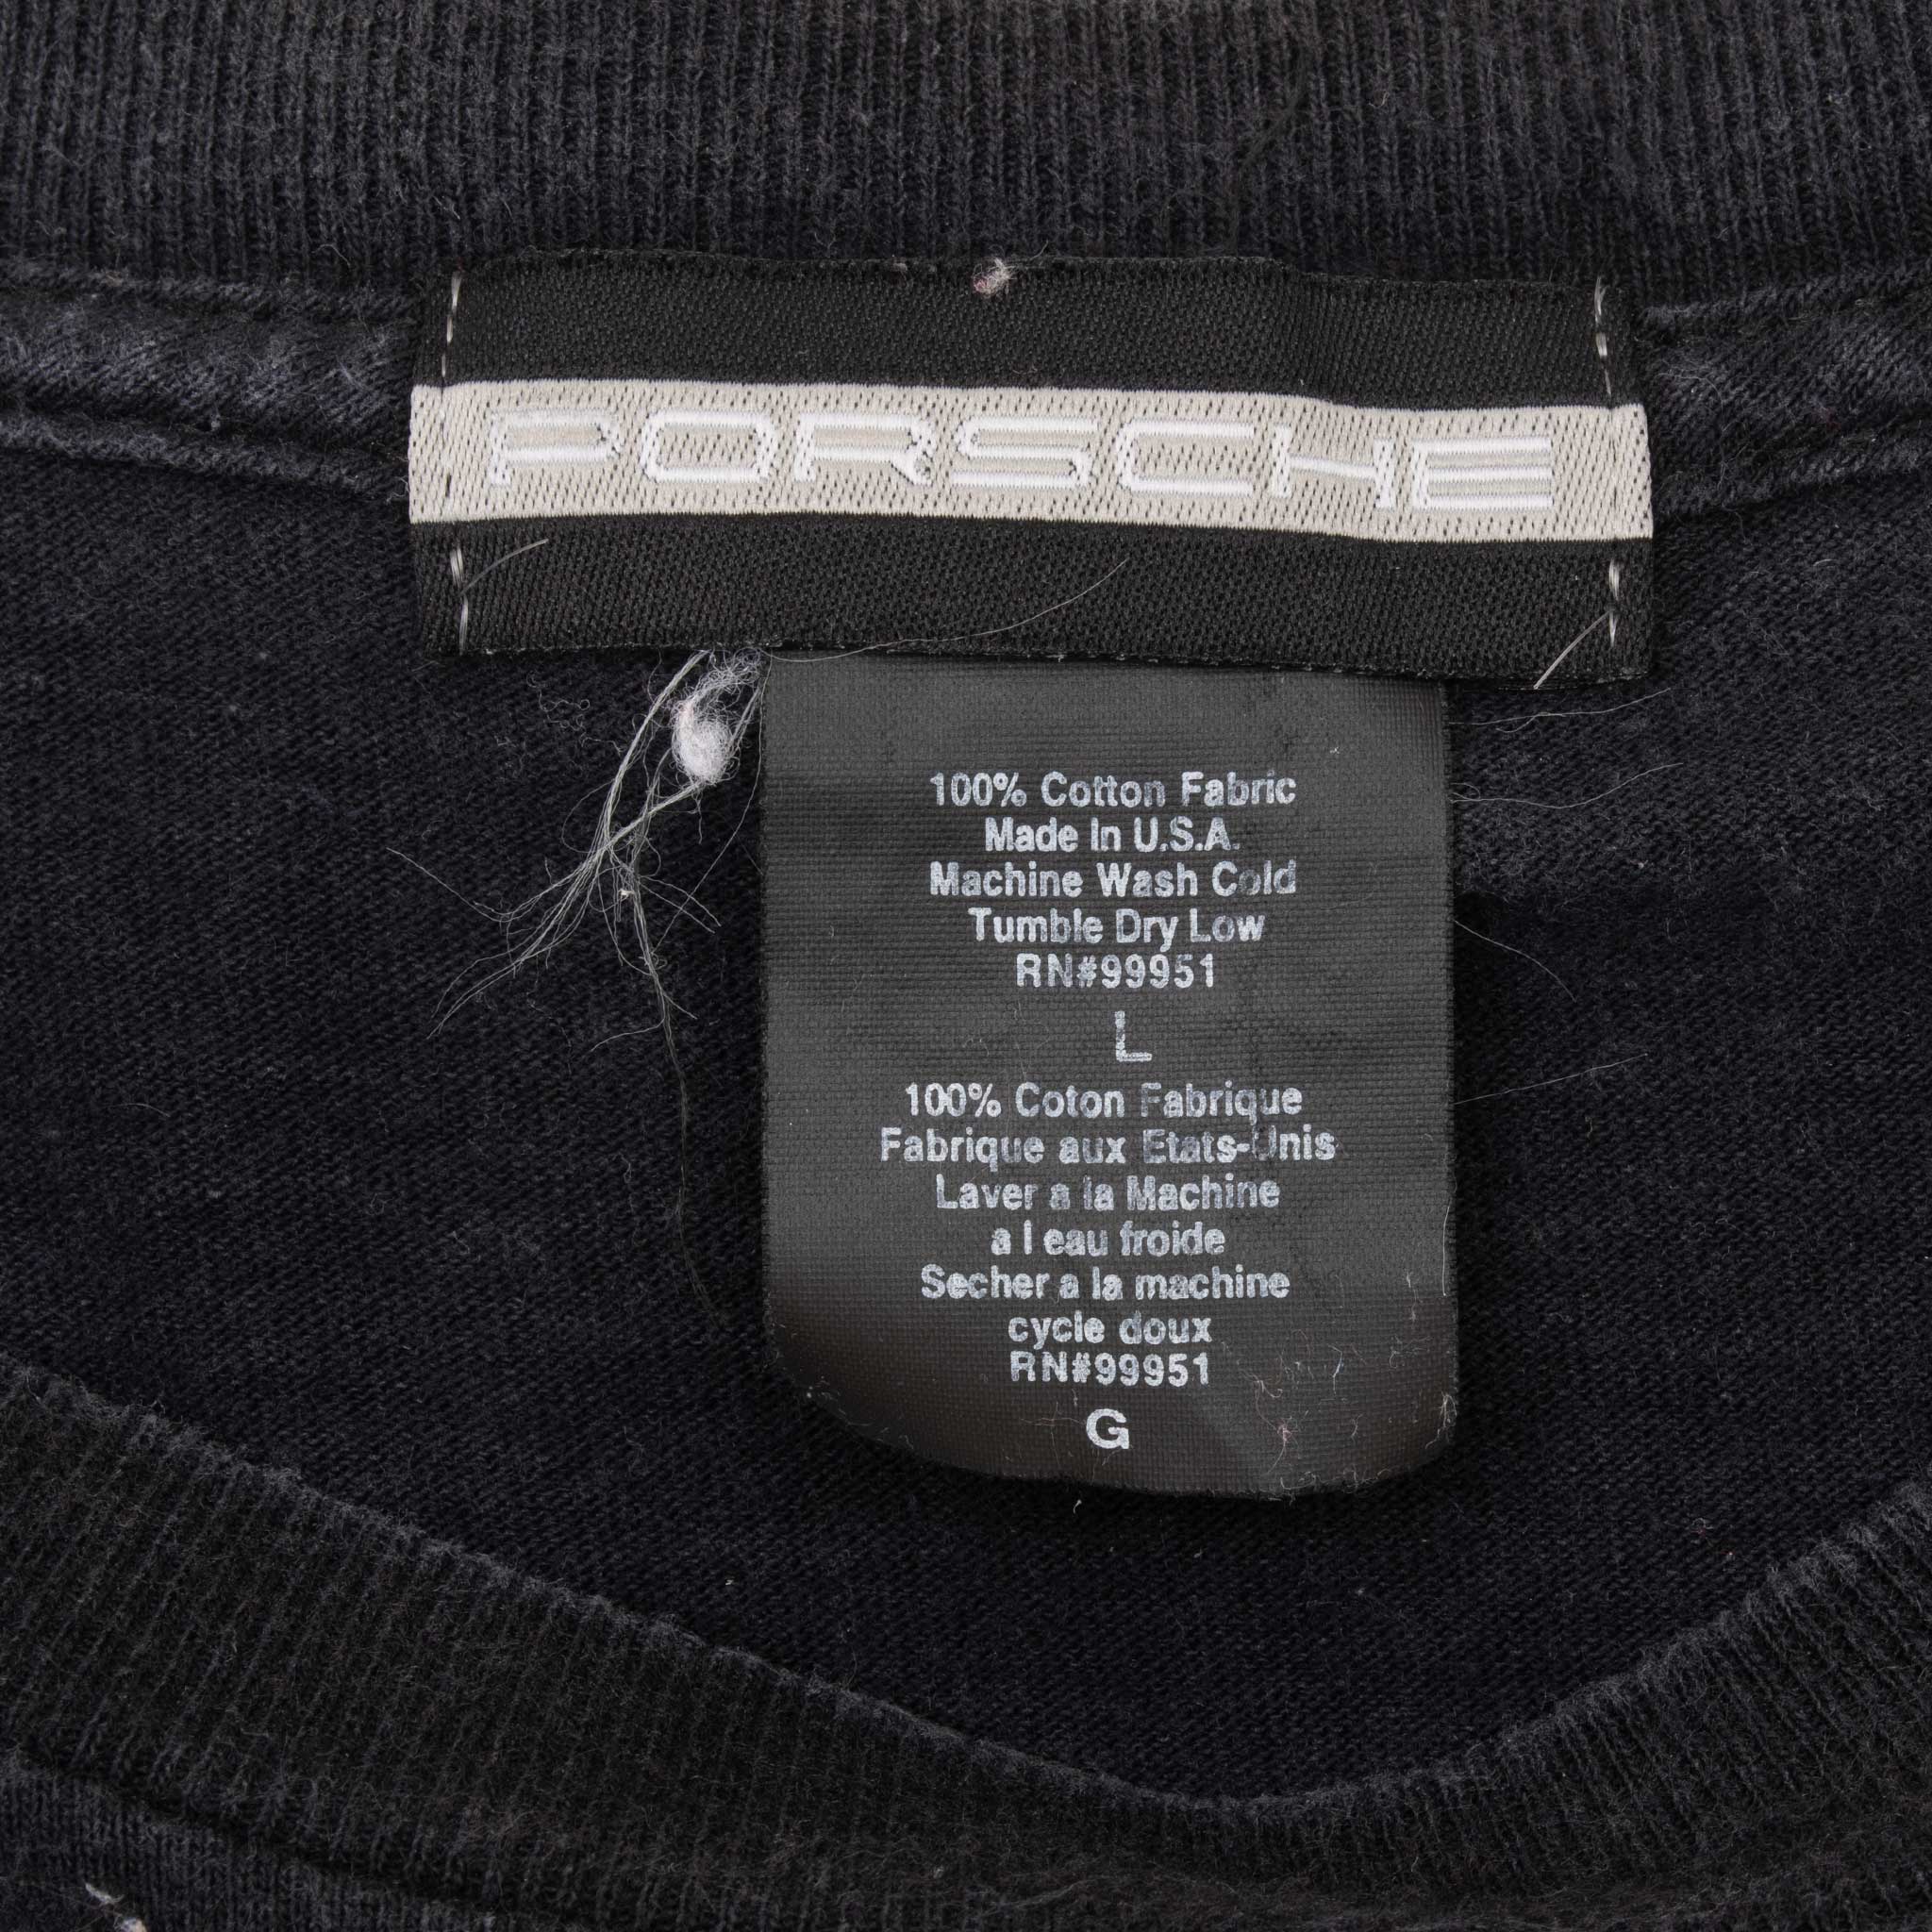 PORSCHE
100% Cotton Fabric
Made In U.S.A.
Machine Wash Cold
Tumble Dry Low
RN#99951
L
100% Coton Fabrique
Fabrique aux Etats-Unis
Laver a la Machine
a l eau froide
Secher a la machine
cycle doux
RN#99951
G